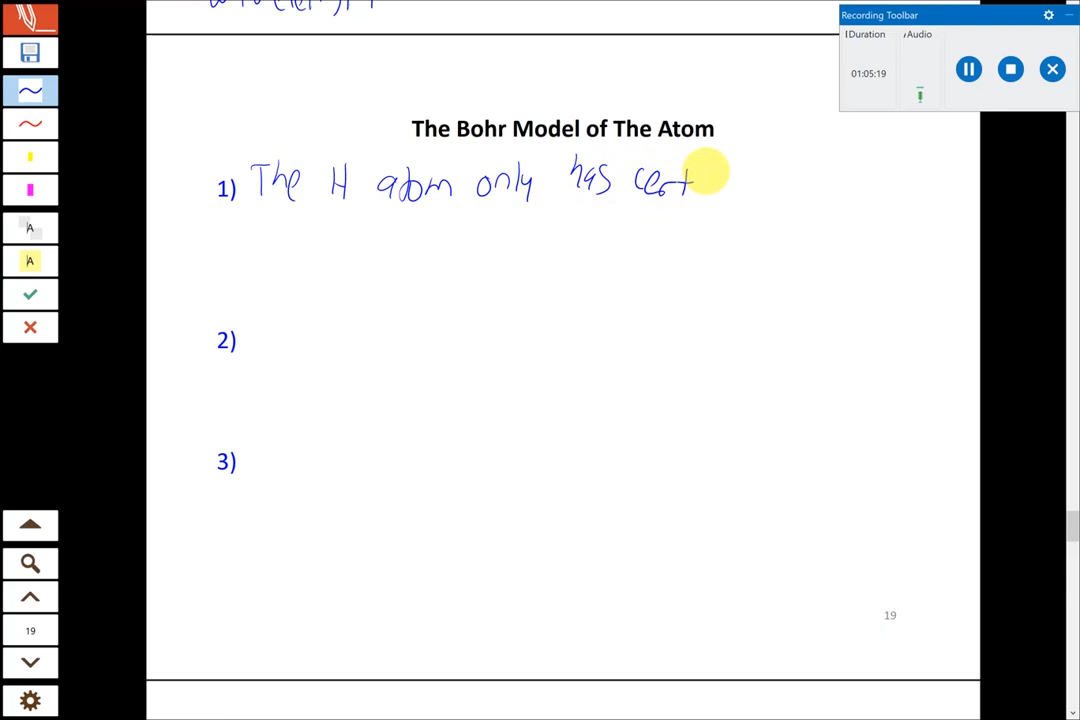 Recording Toolbar
Duration
Audio
01:05:19
The Bohr Model of The Atom
1) The H atom only has cert
2)
3)
19
A
A
19